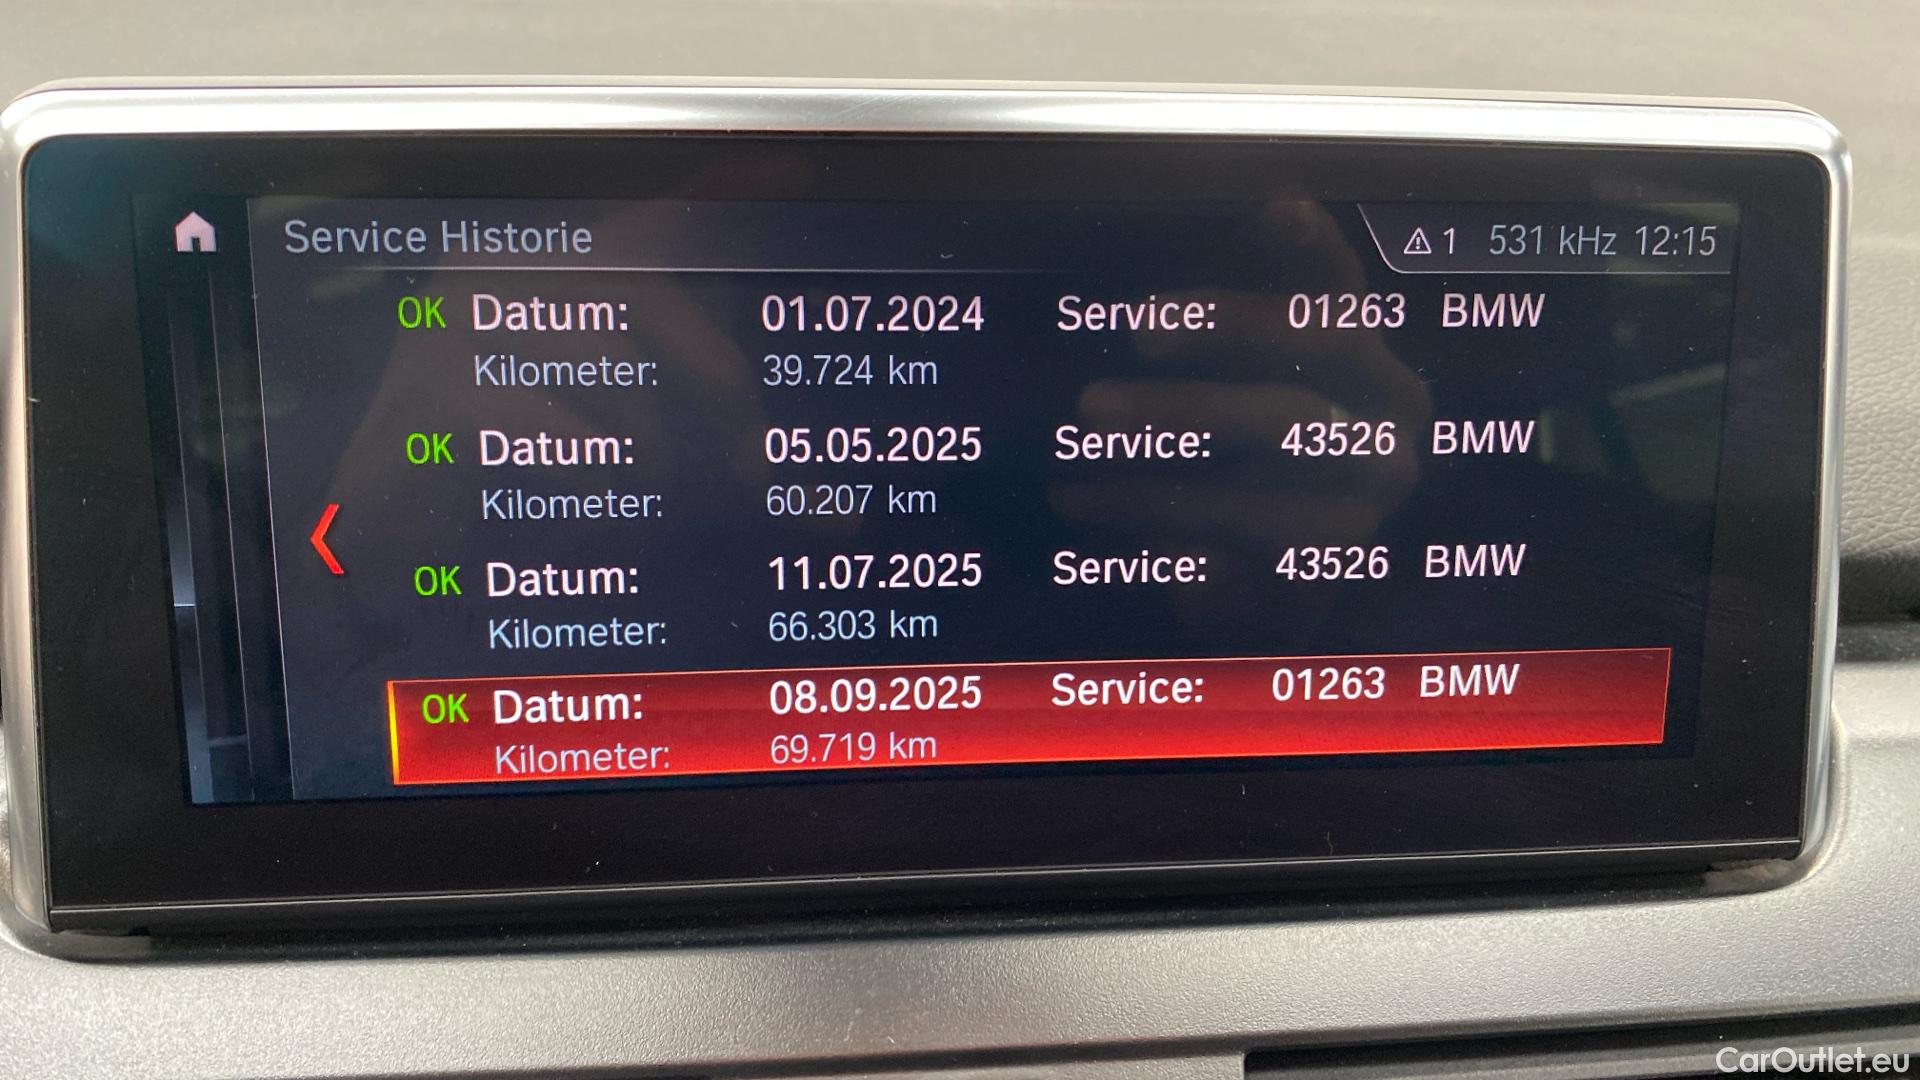 Service Historie
1 531 kHz 12:15
OK Datum: 01.07.2024 Service: 01263 BMW
Kilometer: 39.724 km
OK Datum: 05.05.2025 Service: 43526 BMW
Kilometer: 60.207 km
OK Datum: 11.07.2025 Service: 43526 BMW
Kilometer: 66.303 km
OK Datum: 08.09.2025 Service: 01263 BMW
Kilometer: 69.719 km
CarOutlet.eu